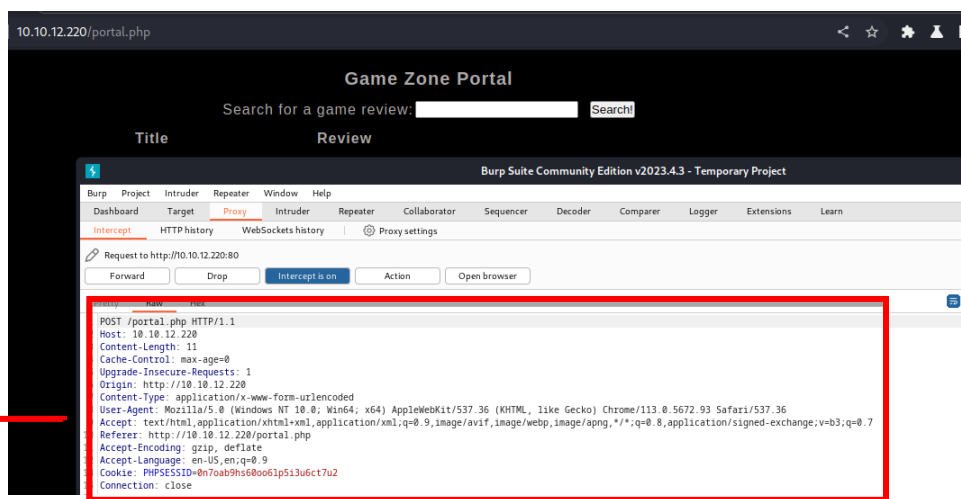 10.10.12.220/portal.php
Game Zone Portal
Search for a game review: Search!
Title Review
Burp Suite Community Edition v2023.4.3 - Temporary Project
Burp Project Intruder Repeater Window Help
Dashboard Target Proxy Intruder Repeater Collaborator Sequencer Decoder Comparer Logger Extensions Learn
Intercept HTTP history WebSockets history Proxy settings
Request to http://10.10.12.220:80
Forward Drop Intercept is on Action Open browser
Pretty Raw Hex
POST /portal.php HTTP/1.1
Host: 10.10.12.220
Content-Length: 11
Cache-Control: max-age=0
Upgrade-Insecure-Requests: 1
Origin: http://10.10.12.220
Content-Type: application/x-www-form-urlencoded
User-Agent: Mozilla/5.0 (Windows NT 10.0; Win64; x64) AppleWebKit/537.36 (KHTML, like Gecko) Chrome/113.0.5672.93 Safari/537.36
Accept: text/html,application/xhtml+xml,application/xml;q=0.9,image/avif,image/webp,image/apng,*/*;q=0.8,application/signed-exchange;v=b3;q=0.7
Referer: http://10.10.12.220/portal.php
Accept-Encoding: gzip, deflate
Accept-Language: en-US,en;q=0.9
Cookie: PHPSESSID=0n7oab9hs60oo61p5i3u6ct7u2
Connection: close